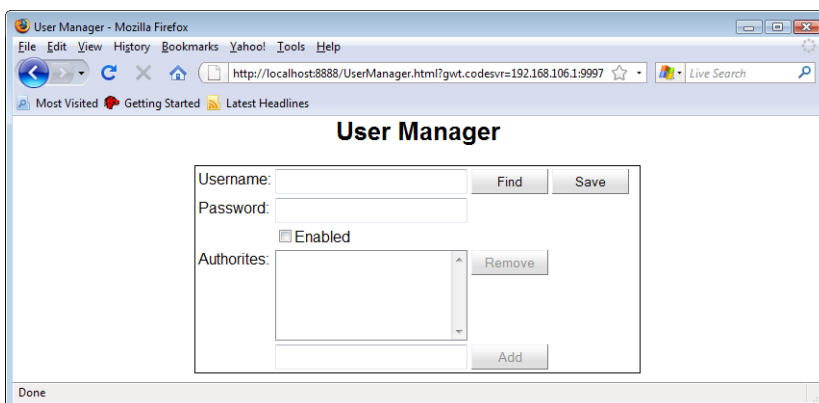 User Manager - Mozilla Firefox
File Edit View History Bookmarks Yahoo! Tools Help
http://localhost:8888/UserManager.html?gwt.codesvr=192.168.106.1:9997
Live Search
Most Visited Getting Started Latest Headlines
User Manager
Username: Find Save
Password:
Enabled
Authorites: Remove
Add
Done